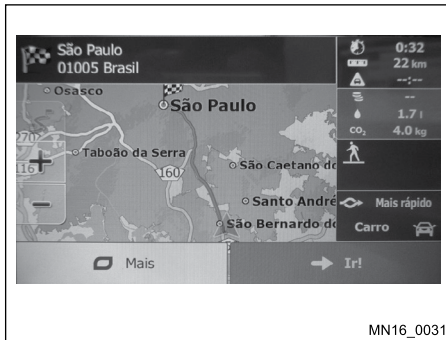 São Paulo
01005 Brasil
0:32
22 km
--:--
--
1.7 l
CO₂ 4.0 kg
Osasco
São Paulo
270
Taboão da Serra
116
160
São Caetano do
Santo André
São Bernardo do
Mais rápido
Carro
Mais
Ir!
MN16_0031